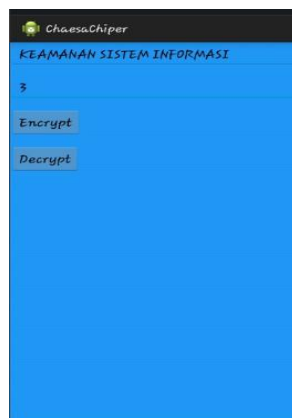 ChaesaChiper
KEAMANAN SISTEM INFORMASI
3
Encrypt
Decrypt